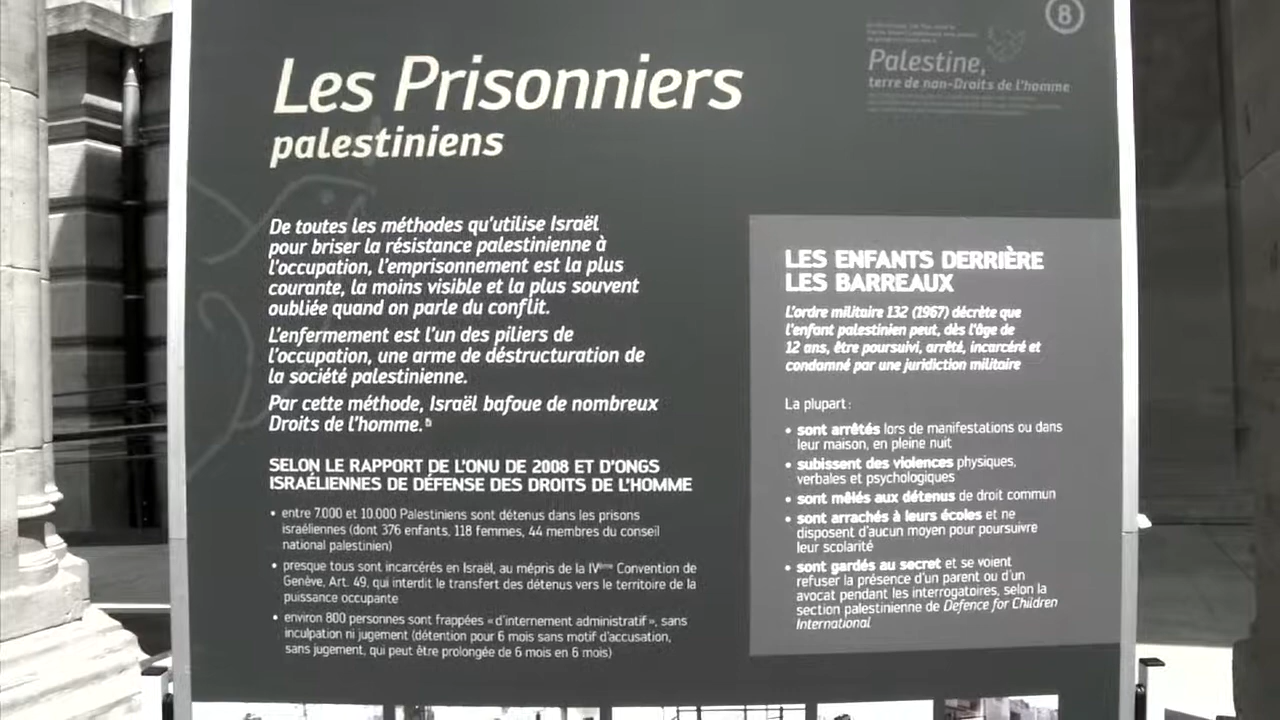 8
Palestine,
terre de non-Droits de l'homme
Les Prisonniers
palestiniens
De toutes les méthodes qu'utilise Israël
pour briser la résistance palestinienne à
l'occupation, l'emprisonnement est la plus
courante, la moins visible et la plus souvent
oubliée quand on parle du conflit.
L'enfermement est l'un des piliers de
l'occupation, une arme de déstructuration de
la société palestinienne.
Par cette méthode, Israël bafoue de nombreux
Droits de l'homme.
SELON LE RAPPORT DE L'ONU DE 2008 ET D'ONGS
ISRAÉLIENNES DE DÉFENSE DES DROITS DE L'HOMME
• entre 7.000 et 10.000 Palestiniens sont détenus dans les prisons
israéliennes (dont 376 enfants, 118 femmes, 44 membres du conseil
national palestinien)
• presque tous sont incarcérés en Israël, au mépris de la IVème Convention de
Genève, Art. 49, qui interdit le transfert des détenus vers le territoire de la
puissance occupante
• environ 800 personnes sont frappées « d'internement administratif », sans
inculpation ni jugement (détention pour 6 mois sans motif d'accusation,
sans jugement, qui peut être prolongée de 6 mois en 6 mois)
LES ENFANTS DERRIÈRE
LES BARREAUX
L'ordre militaire 132 (1967) décrète que
l'enfant palestinien peut, dès l'âge de
12 ans, être poursuivi, arrêté, incarcéré et
condamné par une juridiction militaire
La plupart :
• sont arrêtés lors de manifestations ou dans
leur maison, en pleine nuit
• subissent des violences physiques,
verbales et psychologiques
• sont mêlés aux détenus de droit commun
• sont arrachés à leurs écoles et ne
disposent d'aucun moyen pour poursuivre
leur scolarité
• sont gardés au secret et se voient
refuser la présence d'un parent ou d'un
avocat pendant les interrogatoires, selon la
section palestinienne de Defence for Children
International